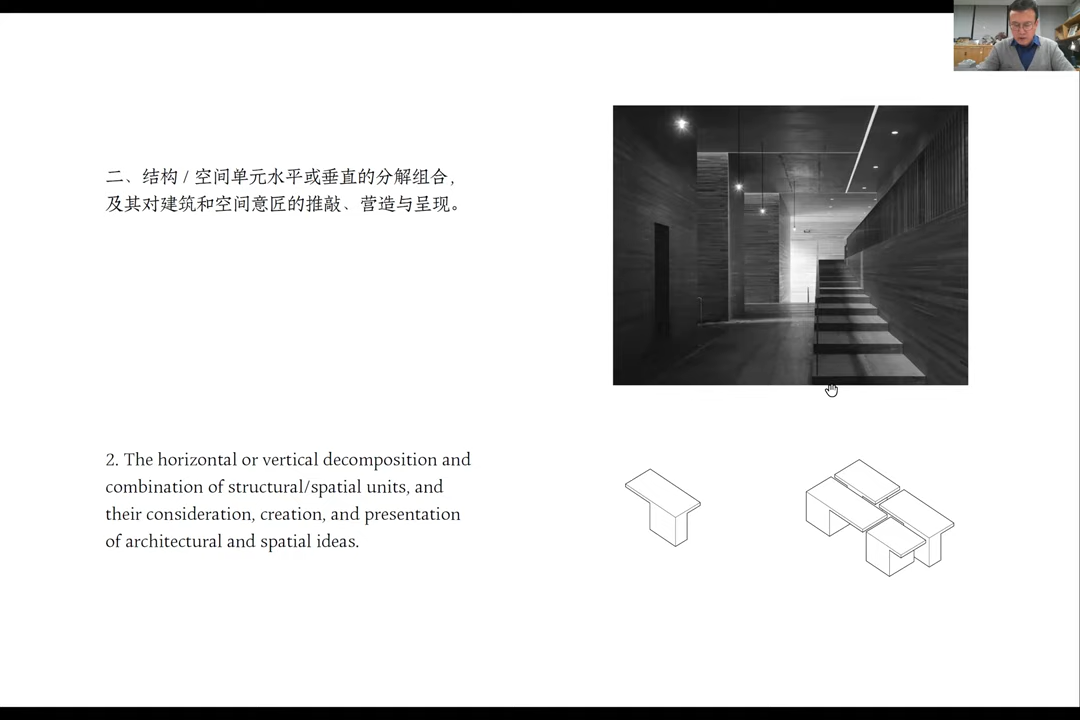 二、结构 / 空间单元水平或垂直的分解组合，
及其对建筑和空间意匠的推敲、营造与呈现。
2. The horizontal or vertical decomposition and
combination of structural/spatial units, and
their consideration, creation, and presentation
of architectural and spatial ideas.